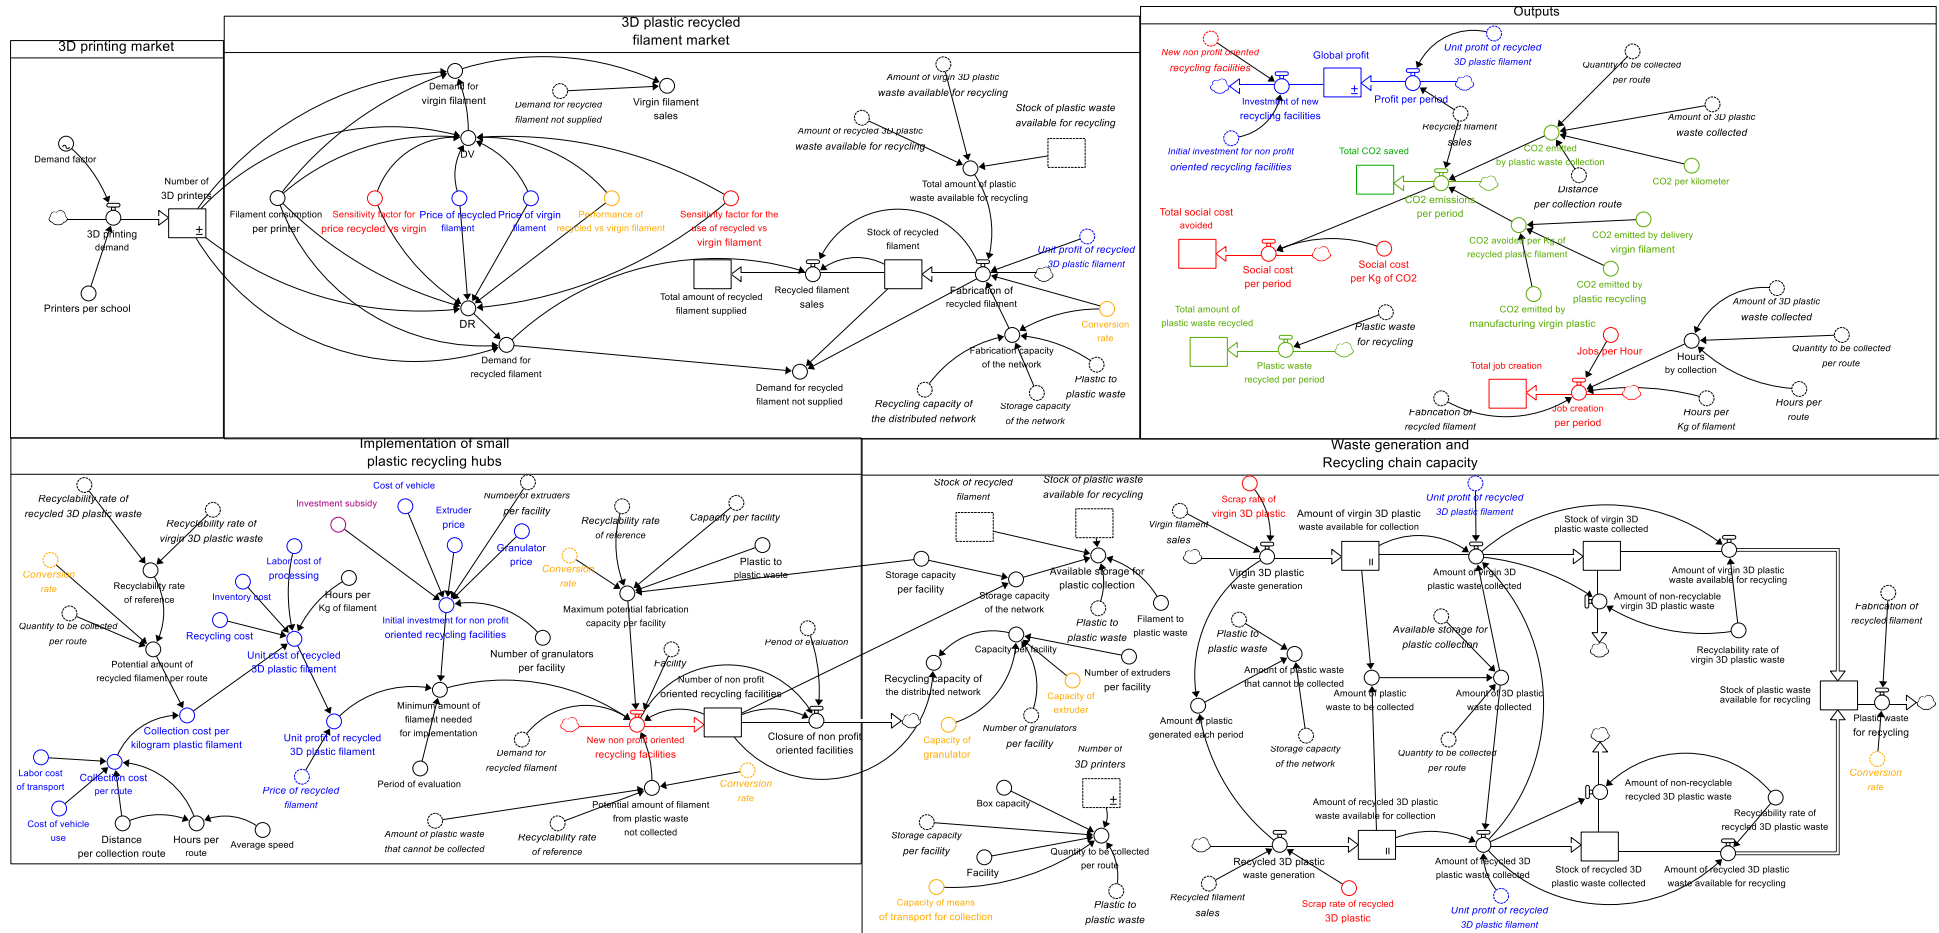 3D printing market
Demand factor
Number of
3D printers
3D printing
demand
Printers per school
3D plastic recycled
filament market
Demand for
virgin filament
Demand for recycled
filament not supplied
Virgin filament
sales
DV
Filament consumption
per printer
Sensitivity factor for
price recycled vs virgin
Price of recycled
filament
Price of virgin
filament
Performance of
recycled vs virgin filament
Sensitivity factor for the
use of recycled vs
virgin filament
DR
Demand for
recycled filament
Amount of virgin 3D plastic
waste available for recycling
Amount of recycled 3D plastic
waste available for recycling
Stock of plastic waste
available for recycling
Total amount of plastic
waste available for recycling
Stock of recycled
filament
Unit profit of recycled
3D plastic filament
Total amount of recycled
filament supplied
Recycled filament
sales
Fabrication of
recycled filament
Conversion
rate
Fabrication capacity
of the network
Demand for recycled
filament not supplied
Plastic to
plastic waste
Recycling capacity of
the distributed network
Storage capacity
of the network
Outputs
New non profit oriented
recycling facilities
Global profit
Unit profit of recycled
3D plastic filament
Investment of new
recycling facilities
Profit per period
Initial investment for non profit
oriented recycling facilities
Recycled filament
sales
Quantity to be collected
per route
Amount of 3D plastic
waste collected
CO2 emitted
by plastic waste collection
Total CO2 saved
CO2 per kilometer
Distance
per collection route
CO2 emissions
per period
Total social cost
avoided
CO2 avoided per Kg of
recycled plastic filament
CO2 emitted by delivery
virgin filament
Social cost
per period
Social cost
per Kg of CO2
CO2 emitted by
plastic recycling
CO2 emitted by
manufacturing virgin plastic
Total amount of
plastic waste recycled
Plastic waste
for recycling
Plastic waste
recycled per period
Amount of 3D plastic
waste collected
Jobs per Hour
Hours
by collection
Quantity to be collected
per route
Total job creation
Fabrication of
recycled filament
Job creation
per period
Hours per
Kg of filament
Hours per
route
Implementation of small
plastic recycling hubs
Recyclability rate of
recycled 3D plastic waste
Recyclability rate of
virgin 3D plastic waste
Conversion
rate
Recyclability rate
of reference
Quantity to be collected
per route
Potential amount of
recycled filament per route
Investment subsidy
Cost of vehicle
Number of extruders
per facility
Extruder
price
Granulator
price
Labor cost of
processing
Inventory cost
Hours per
Kg of filament
Recycling cost
Unit cost of recycled
3D plastic filament
Initial investment for non profit
oriented recycling facilities
Number of granulators
per facility
Recyclability rate
of reference
Capacity per facility
Conversion
rate
Plastic to
plastic waste
Maximum potential fabrication
capacity per facility
Period of evaluation
Facility
Number of non profit
oriented recycling facilities
Minimum amount of
filament needed
for implementation
Collection cost per
kilogram plastic filament
Unit profit of recycled
3D plastic filament
Demand for
recycled filament
New non profit oriented
recycling facilities
Closure of non profit
oriented facilities
Labor cost
of transport
Collection cost
per route
Price of recycled
filament
Period of evaluation
Conversion
rate
Cost of vehicle
use
Distance
per collection route
Hours per
route
Average speed
Amount of plastic waste
that cannot be collected
Recyclability rate
of reference
Potential amount of filament
from plastic waste
not collected
Waste generation and
Recycling chain capacity
Stock of recycled
filament
Stock of plastic waste
available for recycling
Storage capacity
per facility
Available storage for
plastic collection
Storage capacity
of the network
Plastic to
plastic waste
Filament to
plastic waste
Capacity per facility
Recycling capacity of
the distributed network
Number of extruders
per facility
Capacity of
extruder
Number of granulators
per facility
Capacity of
granulator
Number of
3D printers
Box capacity
Storage capacity
per facility
Quantity to be collected
per route
Facility
Capacity of means
of transport for collection
Plastic to
plastic waste
Scrap rate of
virgin 3D plastic
Virgin filament
sales
Amount of virgin 3D plastic
waste available for collection
Unit profit of recycled
3D plastic filament
Stock of virgin 3D
plastic waste collected
Virgin 3D plastic
waste generation
Amount of virgin 3D
plastic waste collected
Amount of virgin 3D plastic
waste available for recycling
Amount of non-recyclable
virgin 3D plastic waste
Plastic to
plastic waste
Available storage for
plastic collection
Recyclability rate of
virgin 3D plastic waste
Fabrication of
recycled filament
Amount of plastic waste
that cannot be collected
Amount of plastic
waste to be collected
Amount of 3D plastic
waste collected
Stock of plastic waste
available for recycling
Plastic waste
for recycling
Amount of plastic
generated each period
Storage capacity
of the network
Quantity to be collected
per route
Conversion
rate
Amount of recycled 3D plastic
waste available for collection
Amount of non-recyclable
recycled 3D plastic waste
Recyclability rate of
recycled 3D plastic waste
Recycled 3D plastic
waste generation
Amount of recycled 3D
plastic waste collected
Stock of recycled 3D
plastic waste collected
Amount of recycled 3D plastic
waste available for recycling
Recycled filament
sales
Scrap rate of recycled
3D plastic
Unit profit of recycled
3D plastic filament